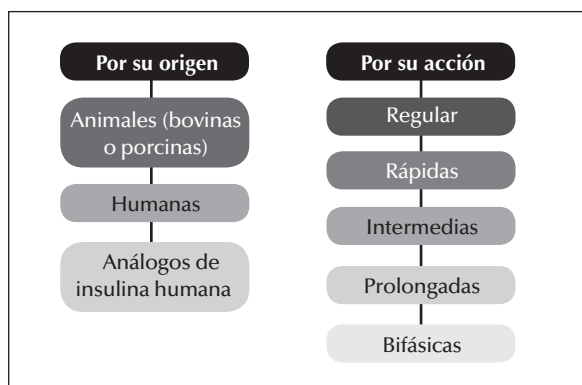 Por su origen
Animales (bovinas
o porcinas)
Humanas
Análogos de
insulina humana
Por su acción
Regular
Rápidas
Intermedias
Prolongadas
Bifásicas